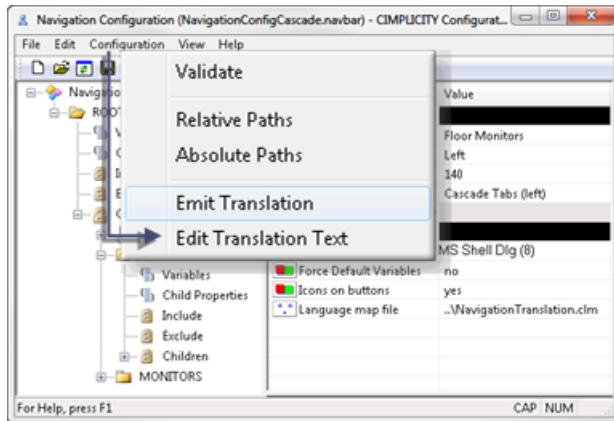 Navigation Configuration (NavigationConfigCascade.navbar) - CIMPLICITY Configurat...
File Edit Configuration View Help
Validate
Relative Paths
Absolute Paths
Emit Translation
Edit Translation Text
Value
Floor Monitors
Left
140
Cascade Tabs (left)
MS Shell Dlg (8)
Force Default Variables no
Icons on buttons yes
Language map file ..\NavigationTranslation.clm
Variables
Child Properties
Include
Exclude
Children
MONITORS
For Help, press F1 CAP NUM